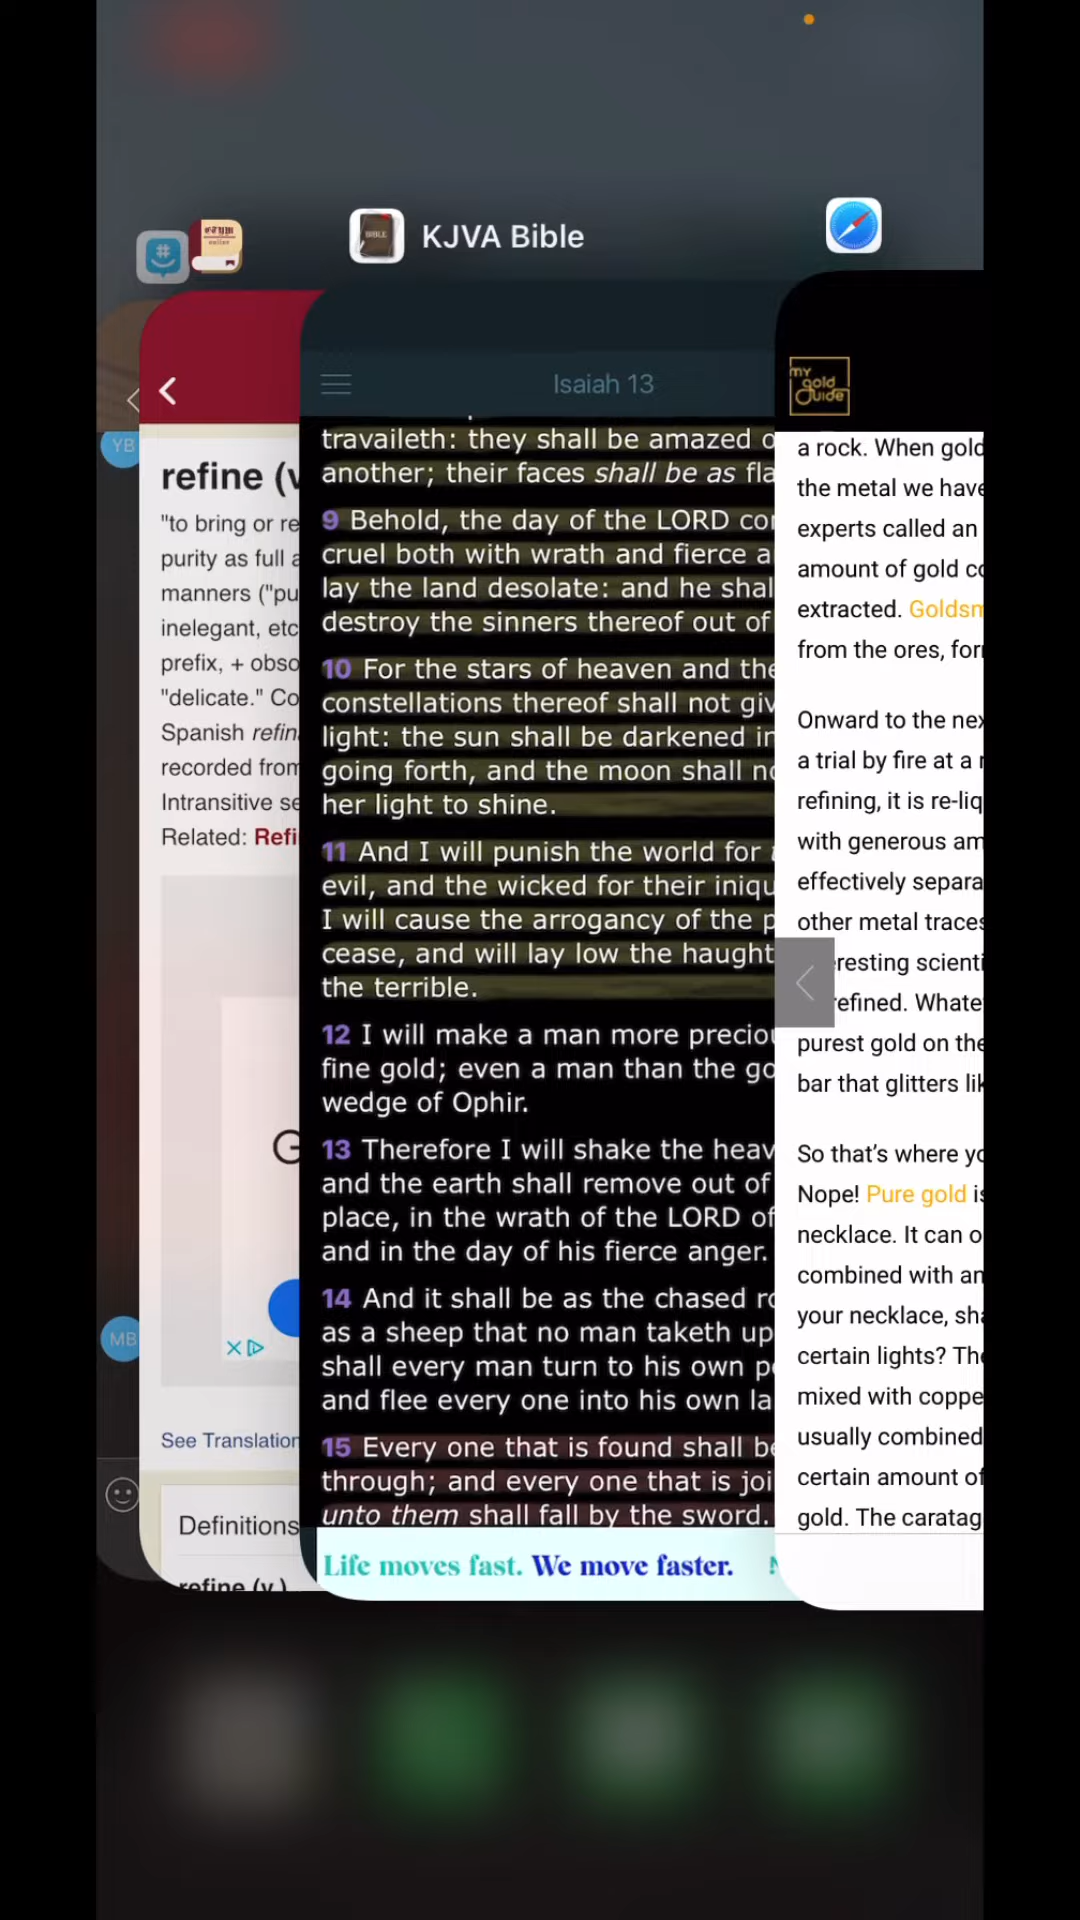 KJVA Bible
YB
MB
refine
"to bring or re
purity as full
manners ("pu
inelegant, etc
prefix, + obso
"delicate." Co
Spanish refin
recorded from
Intransitive se
Related: Refi
See Translation
Definitions
refine (v.)
Isaiah 13
travaileth: they shall be amazed
another; their faces shall be as fla
9 Behold, the day of the LORD co
cruel both with wrath and fierce a
lay the land desolate: and he shal
destroy the sinners thereof out of
10 For the stars of heaven and the
constellations thereof shall not giv
light: the sun shall be darkened in
going forth, and the moon shall no
her light to shine.
11 And I will punish the world for
evil, and the wicked for their iniqu
I will cause the arrogancy of the p
cease, and will lay low the haught
the terrible.
12 I will make a man more preciou
fine gold; even a man than the go
wedge of Ophir.
13 Therefore I will shake the heav
and the earth shall remove out of
place, in the wrath of the LORD of
and in the day of his fierce anger.
14 And it shall be as the chased ro
as a sheep that no man taketh up
shall every man turn to his own p
and flee every one into his own la
15 Every one that is found shall be
through; and every one that is joi
unto them shall fall by the sword.
Life moves fast. We move faster.
my
gold
Guide
a rock. When gold
the metal we have
experts called an
amount of gold co
extracted. Goldsm
from the ores, for
Onward to the nex
a trial by fire at a
refining, it is re-liq
with generous am
effectively separa
other metal traces
eresting scienti
refined. Whate
purest gold on the
bar that glitters lik
So that's where yo
Nope! Pure gold is
necklace. It can o
combined with an
your necklace, sha
certain lights? The
mixed with coppe
usually combined
certain amount of
gold. The caratag